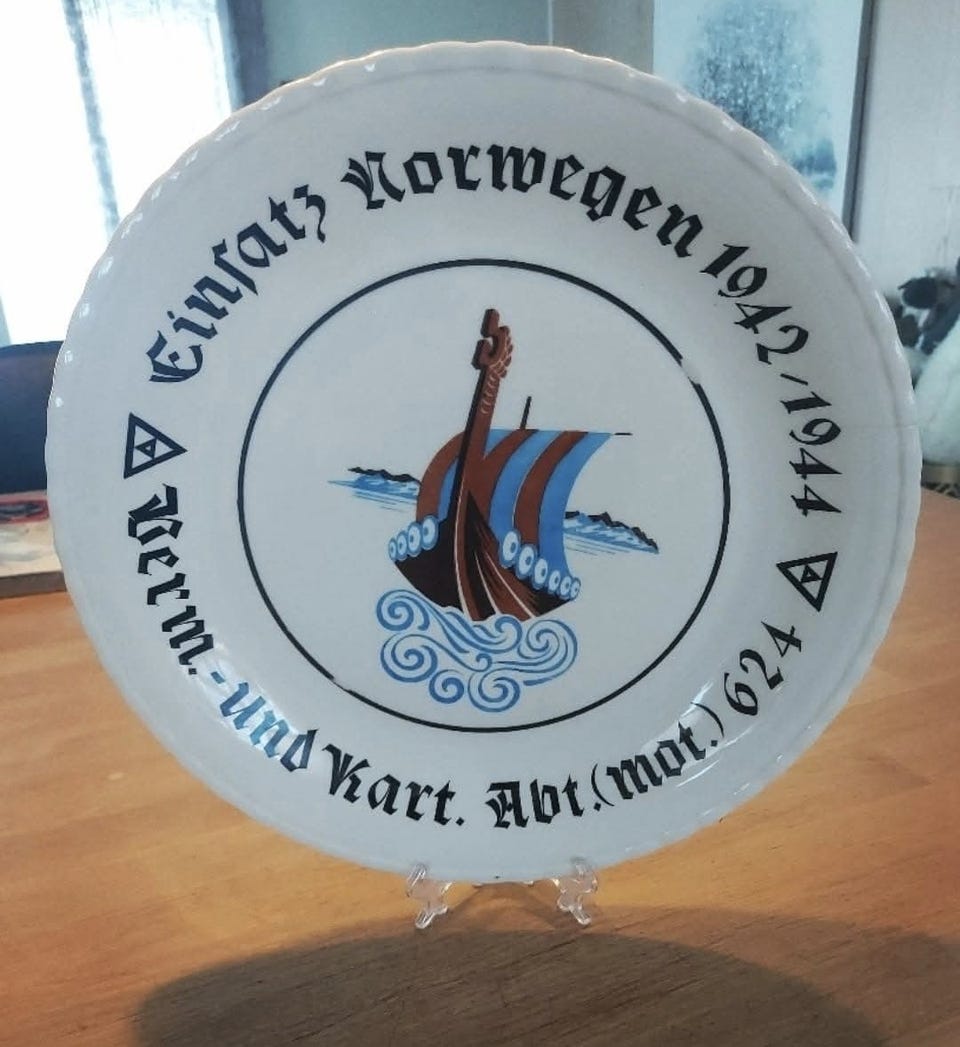 Einſatz Norwegen 1942/1944
Verm.-und Kart. Abt.(mot.) 624